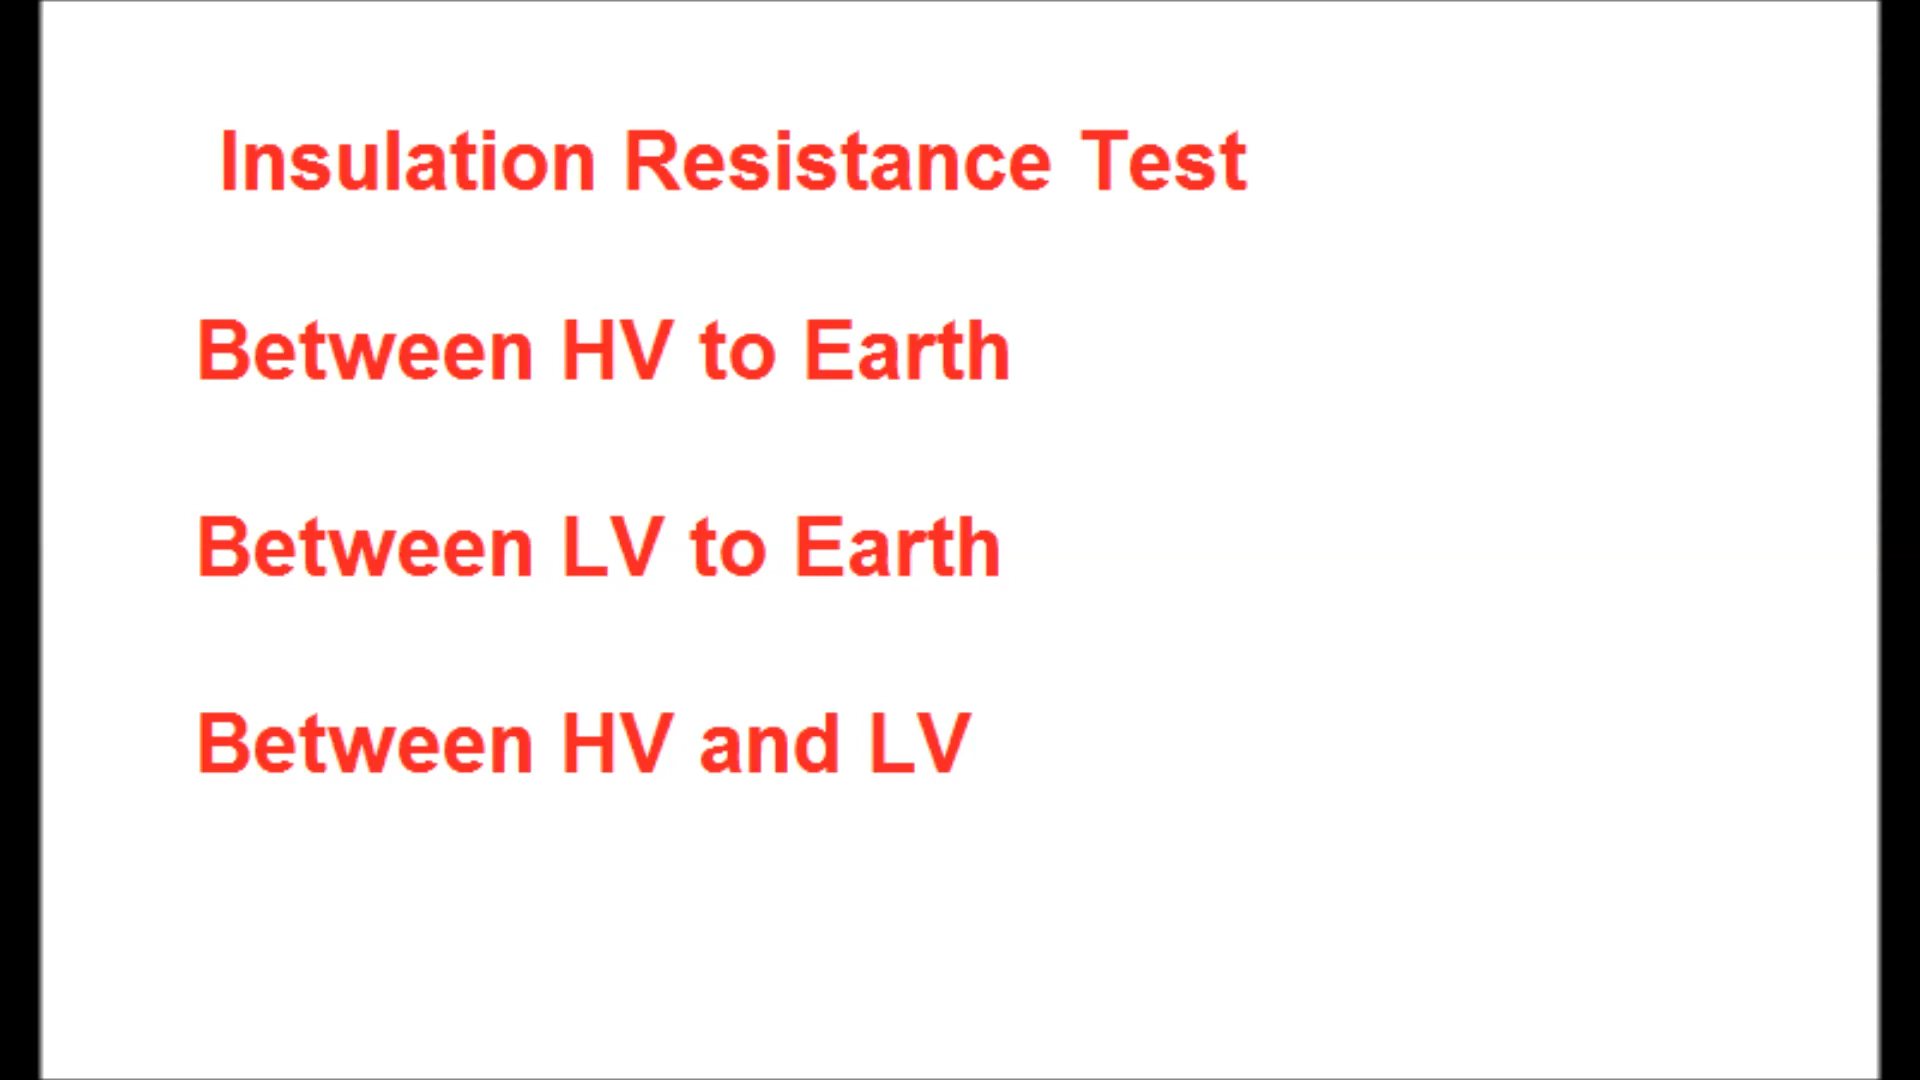 Insulation Resistance Test
Between HV to Earth
Between LV to Earth
Between HV and LV